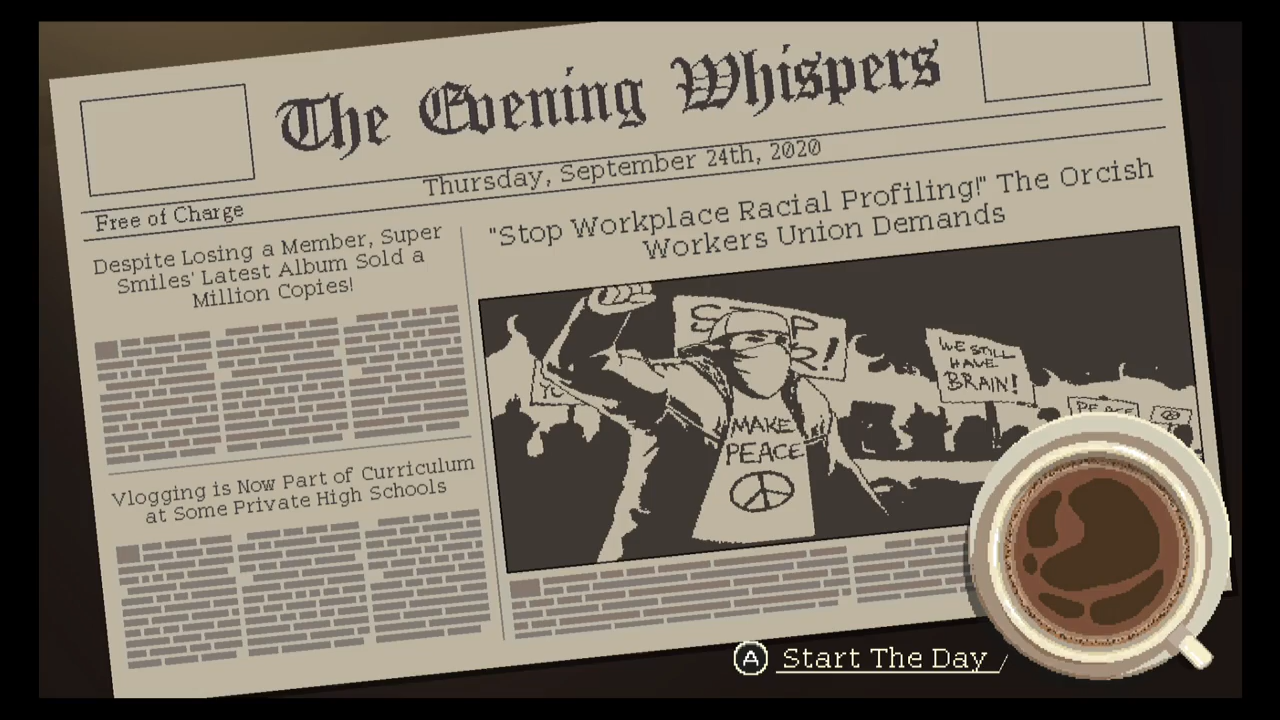 The Evening Whispers
Thursday, September 24th, 2020
Free of Charge
Despite Losing a Member, Super
Smiles' Latest Album Sold a
Million Copies!
Vlogging is Now Part of Curriculum
at Some Private High Schools
"Stop Workplace Racial Profiling!" The Orcish
Workers Union Demands
STOP
WE STILL
HAVE
BRAIN!
MAKE
PEACE
PEACE
A Start The Day